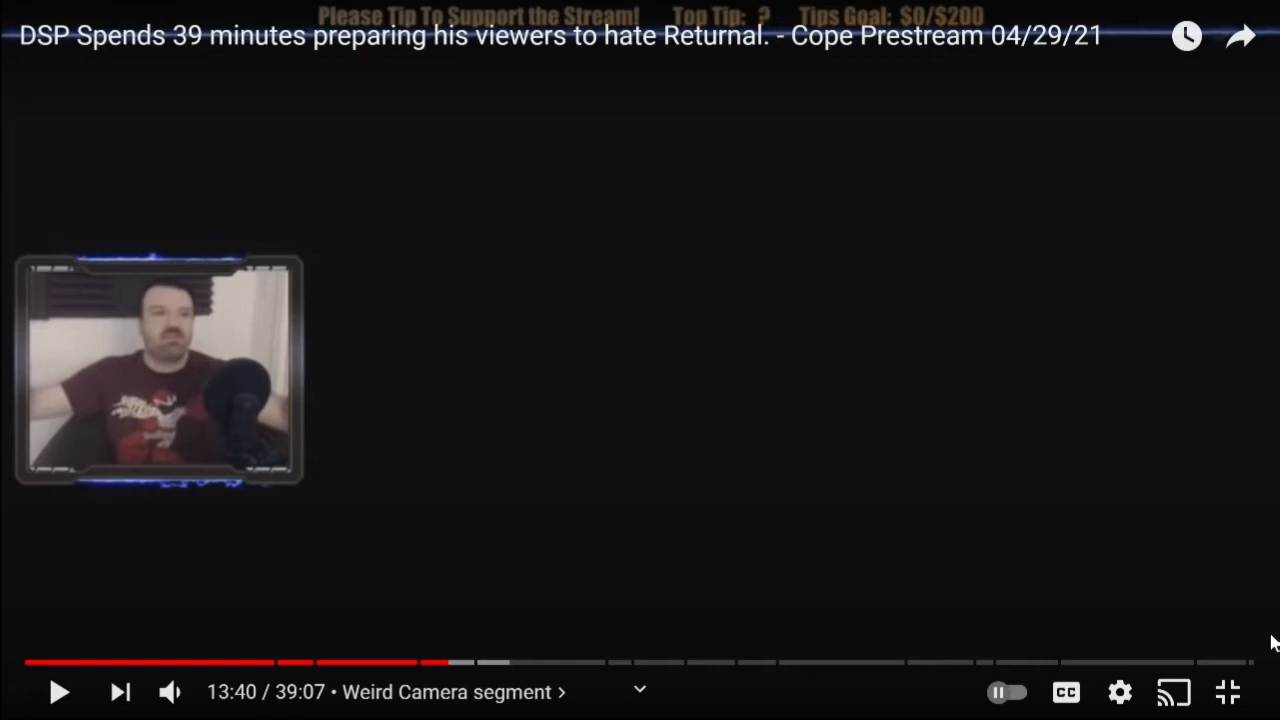 Please Tip To Support the Stream! Top Tip: ? Tips Goal: $0/$200
DSP Spends 39 minutes preparing his viewers to hate Returnal. - Cope Prestream 04/29/21
13:40 / 39:07 • Weird Camera segment ›
CC